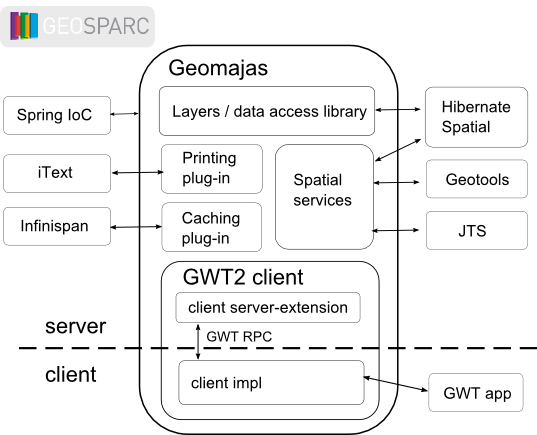 GEOSPARC
Geomajas
Spring IoC
Layers / data access library
Hibernate
Spatial
iText
Printing
plug-in
Spatial
services
Geotools
Infinispan
Caching
plug-in
JTS
GWT2 client
client server-extension
server
GWT RPC
client
client impl
GWT app